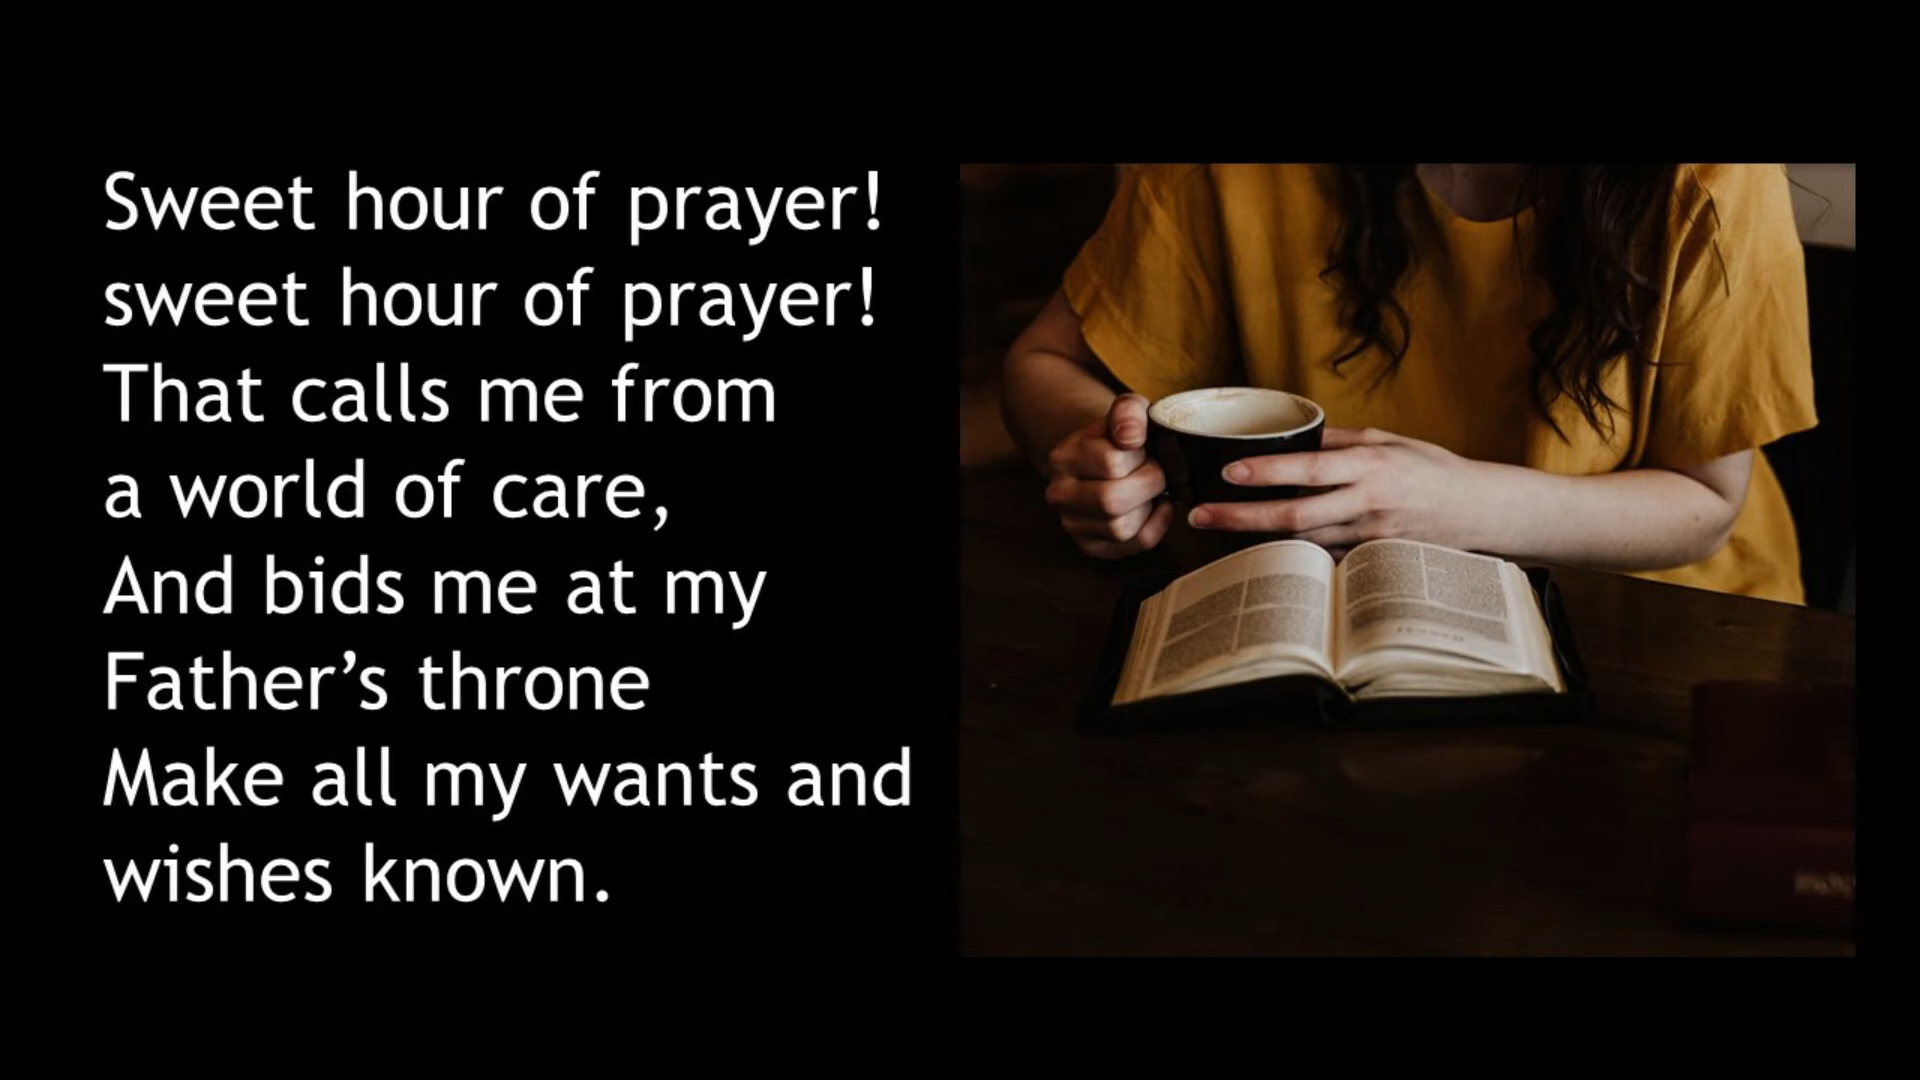 Sweet hour of prayer!
sweet hour of prayer!
That calls me from
a world of care,
And bids me at my
Father’s throne
Make all my wants and
wishes known.